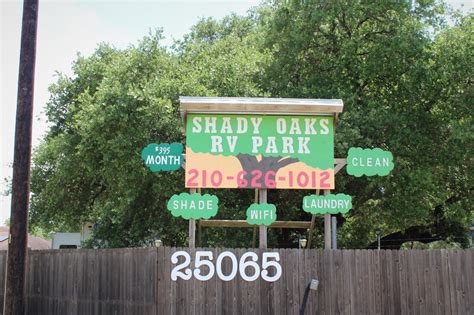 SHADY OAKS
RV PARK
$395
MONTH
CLEAN
210-626-1012
SHADE
WIFI
LAUNDRY
25065